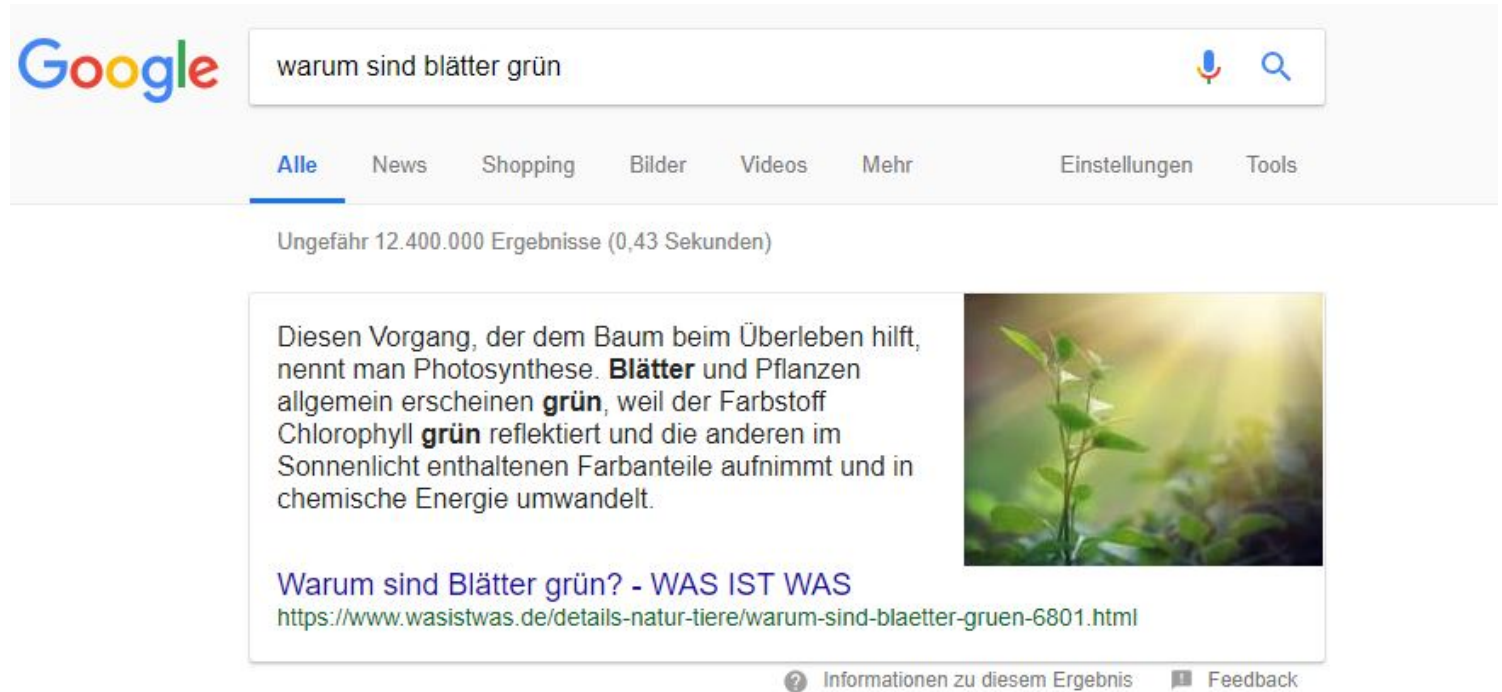 Google
warum sind blätter grün
Alle News Shopping Bilder Videos Mehr Einstellungen Tools
Ungefähr 12.400.000 Ergebnisse (0,43 Sekunden)
Diesen Vorgang, der dem Baum beim Überleben hilft,
nennt man Photosynthese. Blätter und Pflanzen
allgemein erscheinen grün, weil der Farbstoff
Chlorophyll grün reflektiert und die anderen im
Sonnenlicht enthaltenen Farbanteile aufnimmt und in
chemische Energie umwandelt.
Warum sind Blätter grün? - WAS IST WAS
https://www.wasistwas.de/details-natur-tiere/warum-sind-blaetter-gruen-6801.html
Informationen zu diesem Ergebnis Feedback